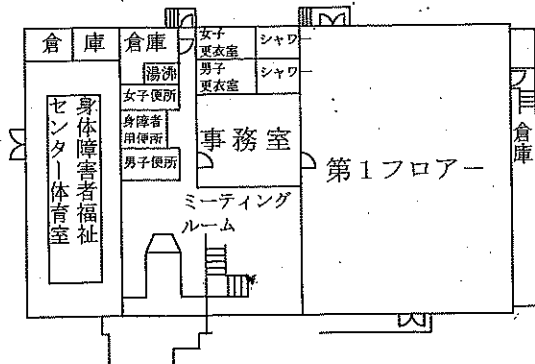 倉庫
倉庫
湯沸
女子便所
身障者
用便所
男子便所
女子
更衣室
シャワー
男子
更衣室
シャワー
事務室
第1フロアー
倉庫
身体障害者福祉
センター体育室
ミーティング
ルーム